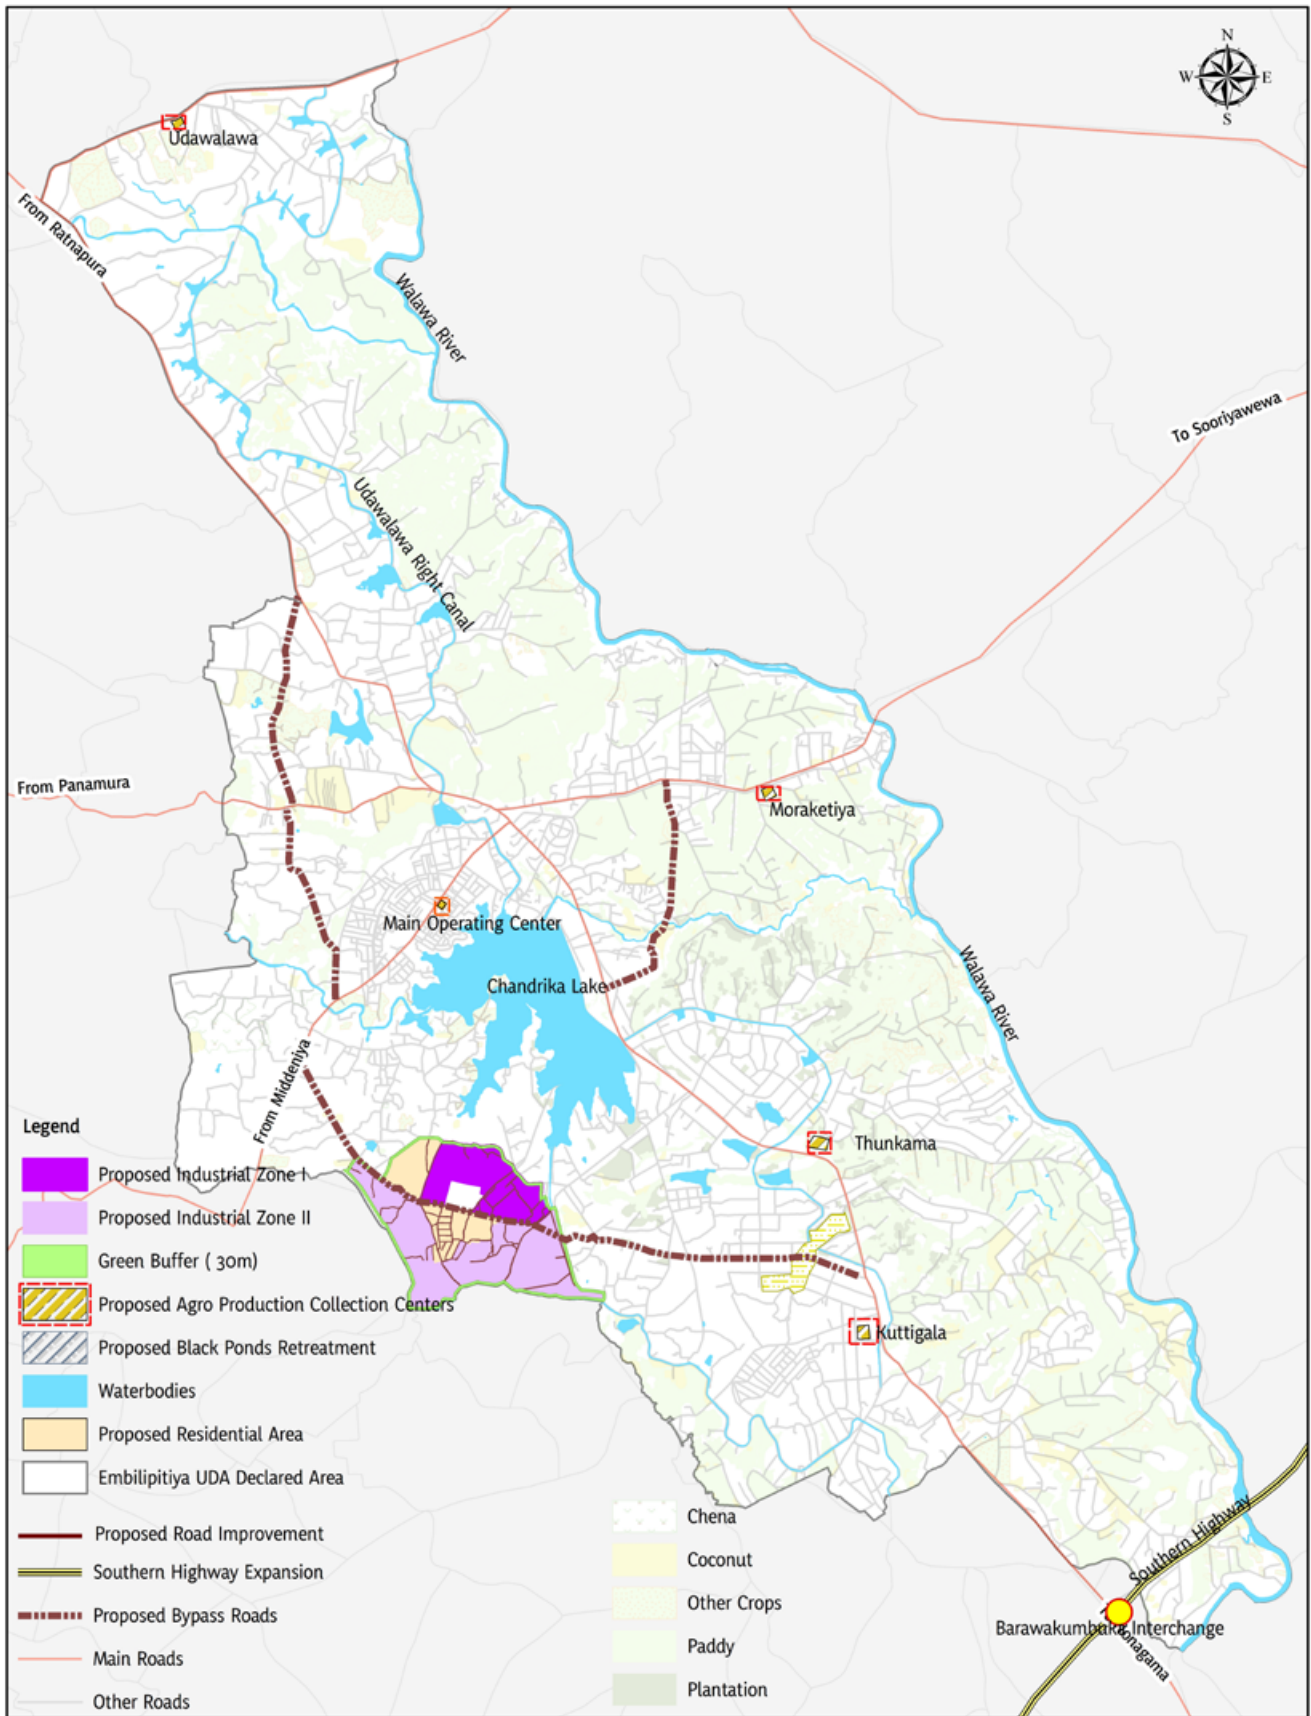 N
W
E
S
Udawalawa
From Ratnapura
Walawa River
To Sooriyawewa
Udawalawa Right Canal
From Panamura
Moraketiya
Main Operating Center
Chandrika Lake
Walawa River
From Middeniya
Thunkama
Kuttigala
Southern Highway
Barawakumbuka Interchange
Legend
Proposed Industrial Zone I
Proposed Industrial Zone II
Green Buffer ( 30m)
Proposed Agro Production Collection Centers
Proposed Black Ponds Retreatment
Waterbodies
Proposed Residential Area
Embilipitiya UDA Declared Area
Proposed Road Improvement
Southern Highway Expansion
Proposed Bypass Roads
Main Roads
Other Roads
Chena
Coconut
Other Crops
Paddy
Plantation